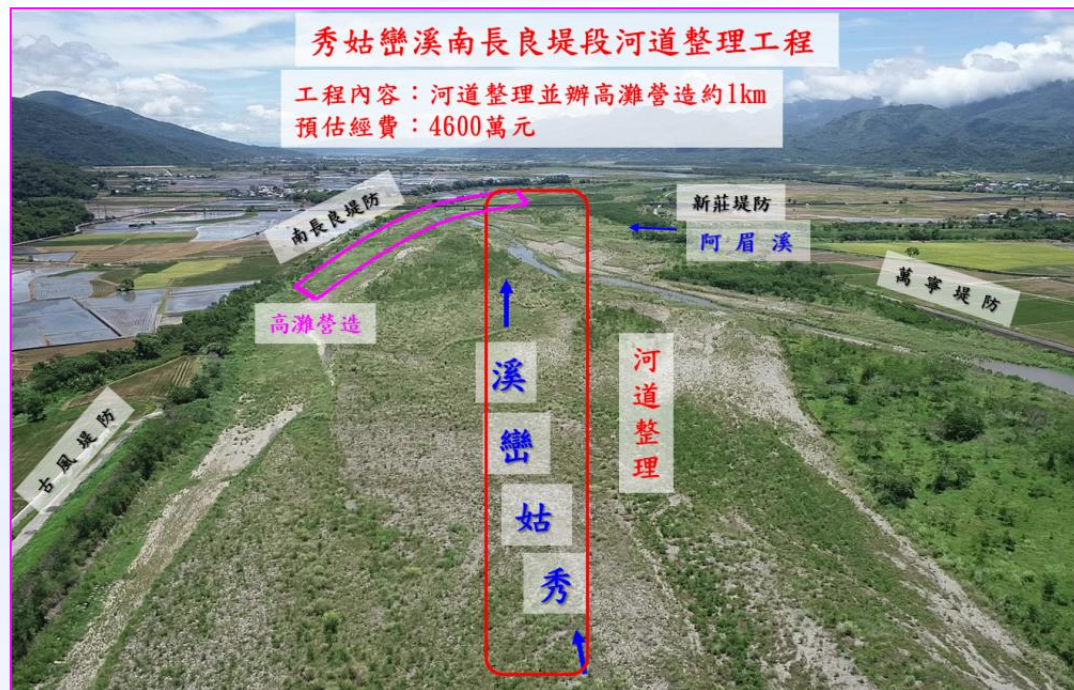 秀姑巒溪南長良堤段河道整理工程
工程內容：河道整理並辦高灘營造約1km
預估經費：4600萬元
南長良堤防
新莊堤防
阿眉溪
萬寧堤防
高灘營造
古風堤防
河道整理
秀姑巒溪